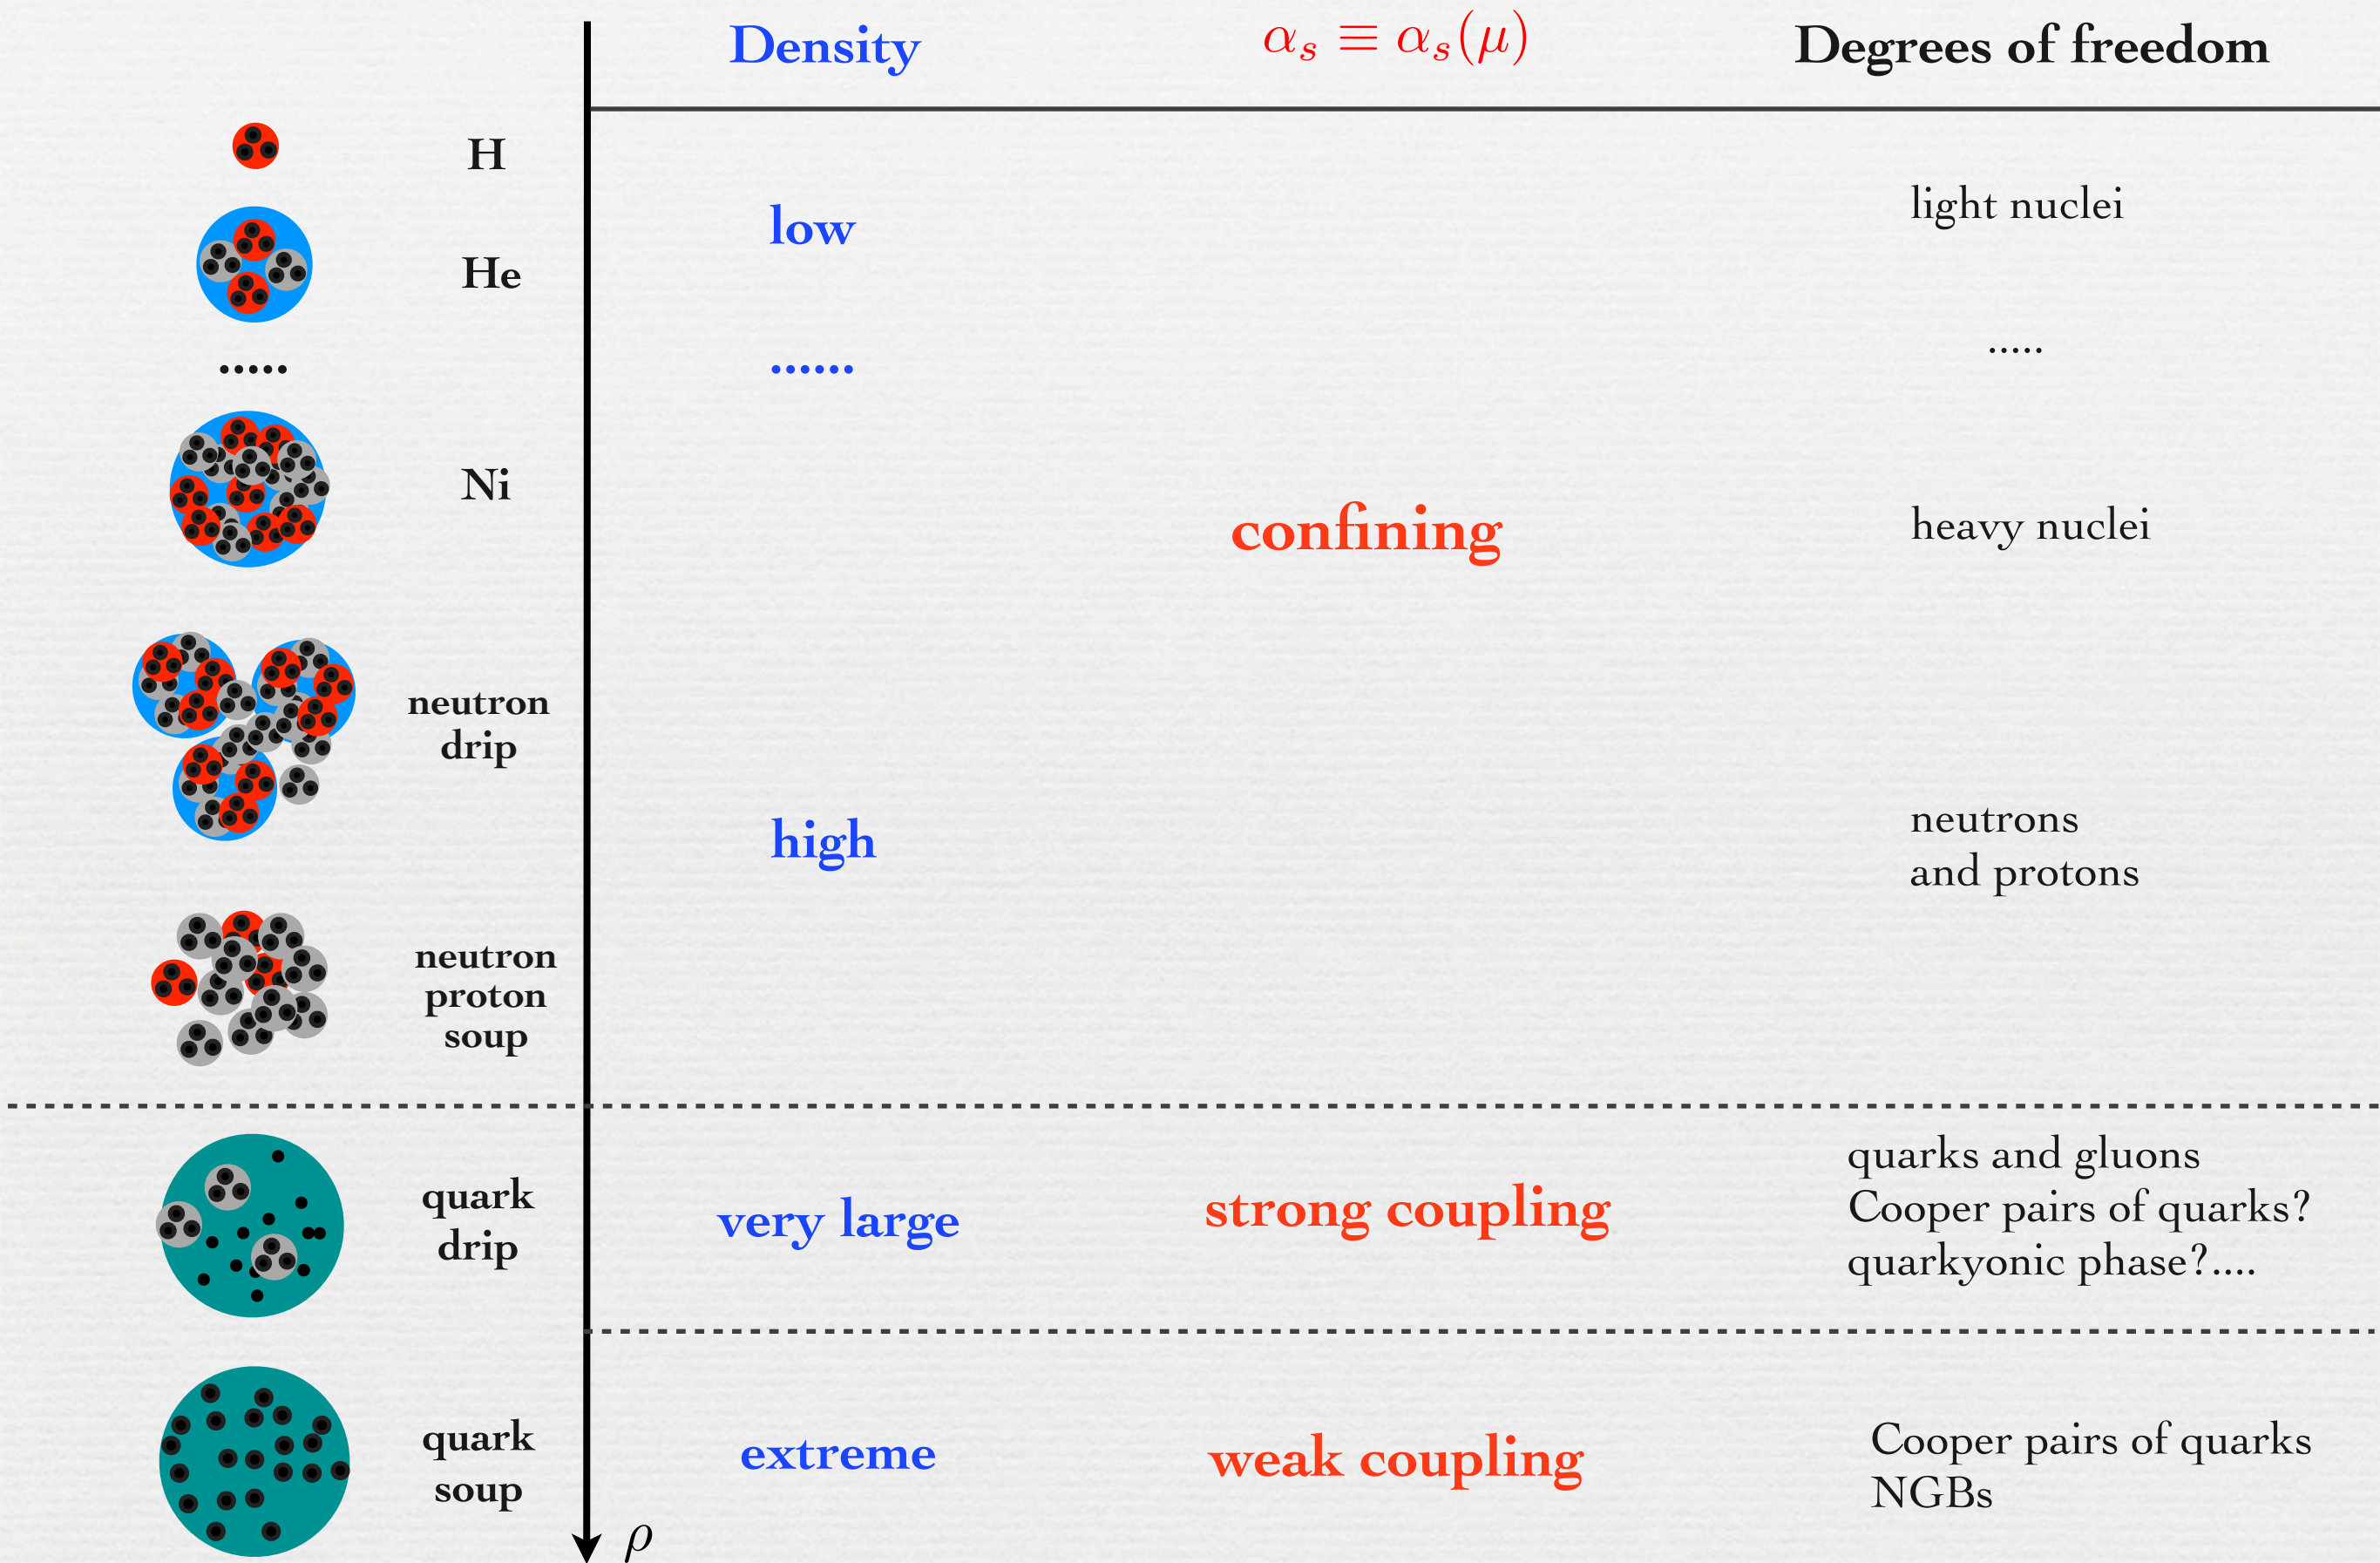 Density αₛ ≡ αₛ(μ) Degrees of freedom
H
low
light nuclei
He
.....
......
.....
Ni
confining
heavy nuclei
neutron
drip
high
neutrons
and protons
neutron
proton
soup
quark
drip
very large
strong coupling
quarks and gluons
Cooper pairs of quarks?
quarkyonic phase?....
quark
soup
extreme
weak coupling
Cooper pairs of quarks
NGBs
ρ